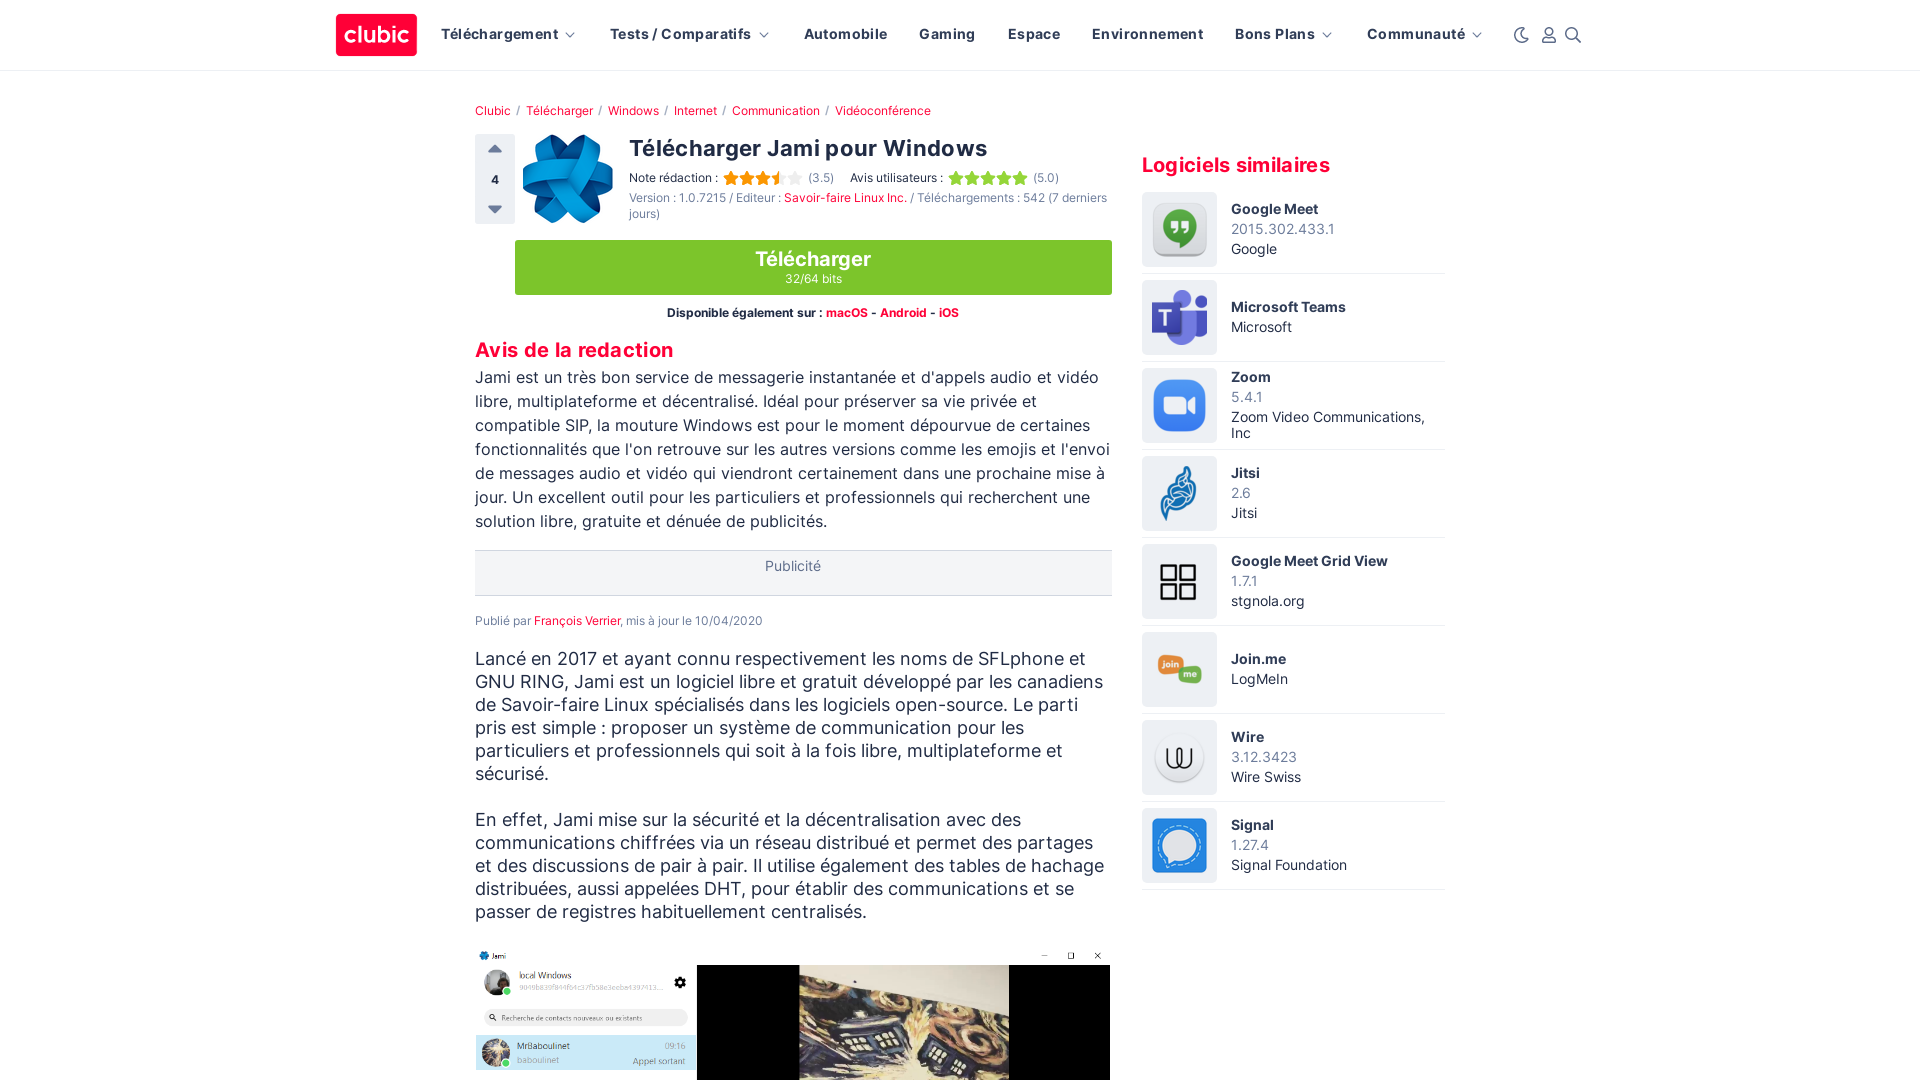 clubic
Téléchargement
Tests / Comparatifs
Automobile
Gaming
Espace
Environnement
Bons Plans
Communauté
Clubic / Télécharger / Windows / Internet / Communication / Vidéoconférence
4
Télécharger Jami pour Windows
Note rédaction : (3.5) Avis utilisateurs : (5.0)
Version : 1.0.7215 / Editeur : Savoir-faire Linux Inc. / Téléchargements : 542 (7 derniers
jours)
Télécharger
32/64 bits
Disponible également sur : macOS - Android - iOS
Avis de la redaction
Jami est un très bon service de messagerie instantanée et d'appels audio et vidéo
libre, multiplateforme et décentralisé. Idéal pour préserver sa vie privée et
compatible SIP, la mouture Windows est pour le moment dépourvue de certaines
fonctionnalités que l'on retrouve sur les autres versions comme les emojis et l'envoi
de messages audio et vidéo qui viendront certainement dans une prochaine mise à
jour. Un excellent outil pour les particuliers et professionnels qui recherchent une
solution libre, gratuite et dénuée de publicités.
Publicité
Publié par François Verrier, mis à jour le 10/04/2020
Lancé en 2017 et ayant connu respectivement les noms de SFLphone et
GNU RING, Jami est un logiciel libre et gratuit développé par les canadiens
de Savoir-faire Linux spécialisés dans les logiciels open-source. Le parti
pris est simple : proposer un système de communication pour les
particuliers et professionnels qui soit à la fois libre, multiplateforme et
sécurisé.
En effet, Jami mise sur la sécurité et la décentralisation avec des
communications chiffrées via un réseau distribué et permet des partages
et des discussions de pair à pair. Il utilise également des tables de hachage
distribuées, aussi appelées DHT, pour établir des communications et se
passer de registres habituellement centralisés.
Jami
local Windows
Recherche de contacts nouveaux ou existants
MrBaboulinet 09:16
baboulinet Appel sortant
Logiciels similaires
Google Meet
2015.302.433.1
Google
T
Microsoft Teams
Microsoft
Zoom
5.4.1
Zoom Video Communications,
Inc
Jitsi
2.6
Jitsi
Google Meet Grid View
1.7.1
stgnola.org
join
me
Join.me
LogMeIn
Wire
3.12.3423
Wire Swiss
Signal
1.27.4
Signal Foundation